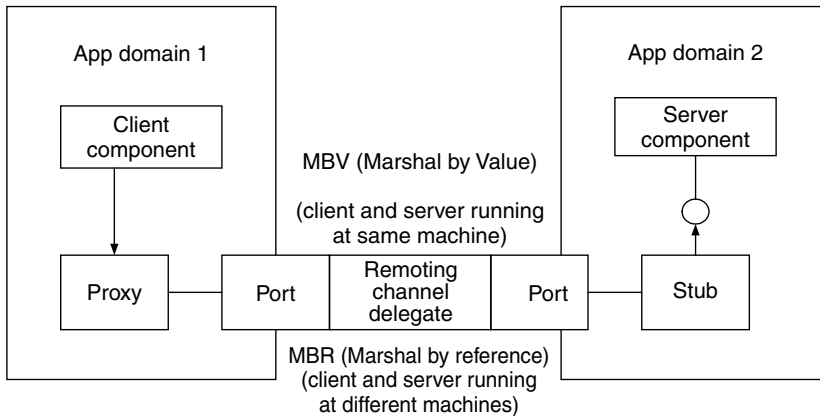 App domain 1
App domain 2
Client
component
Server
component
MBV (Marshal by Value)
(client and server running
at same machine)
Proxy
Port
Remoting
channel
delegate
Port
Stub
MBR (Marshal by reference)
(client and server running
at different machines)